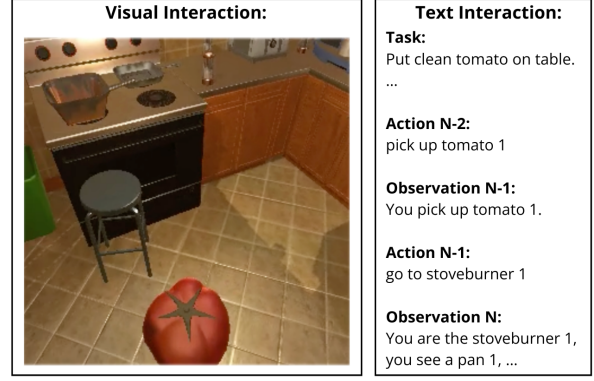 Visual Interaction:
Text Interaction:
Task:
Put clean tomato on table.
...
Action N-2:
pick up tomato 1
Observation N-1:
You pick up tomato 1.
Action N-1:
go to stoveburner 1
Observation N:
You are the stoveburner 1,
you see a pan 1, ...